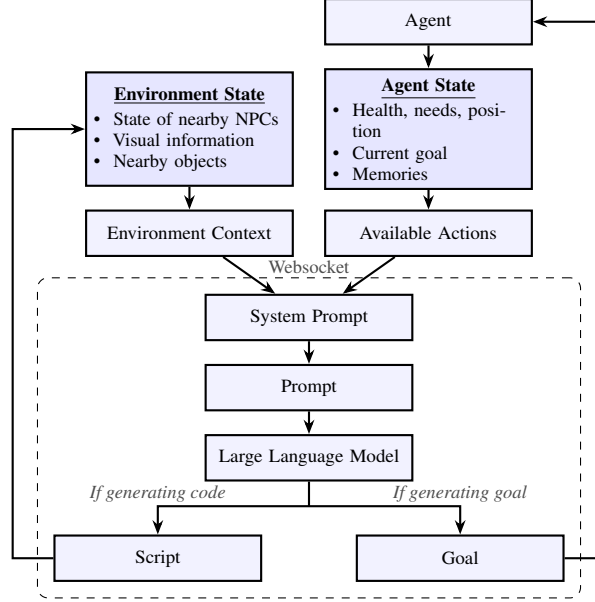 Agent
Environment State
• State of nearby NPCs
• Visual information
• Nearby objects
Agent State
• Health, needs, posi-
tion
• Current goal
• Memories
Environment Context
Available Actions
Websocket
System Prompt
Prompt
Large Language Model
If generating code
If generating goal
Script
Goal